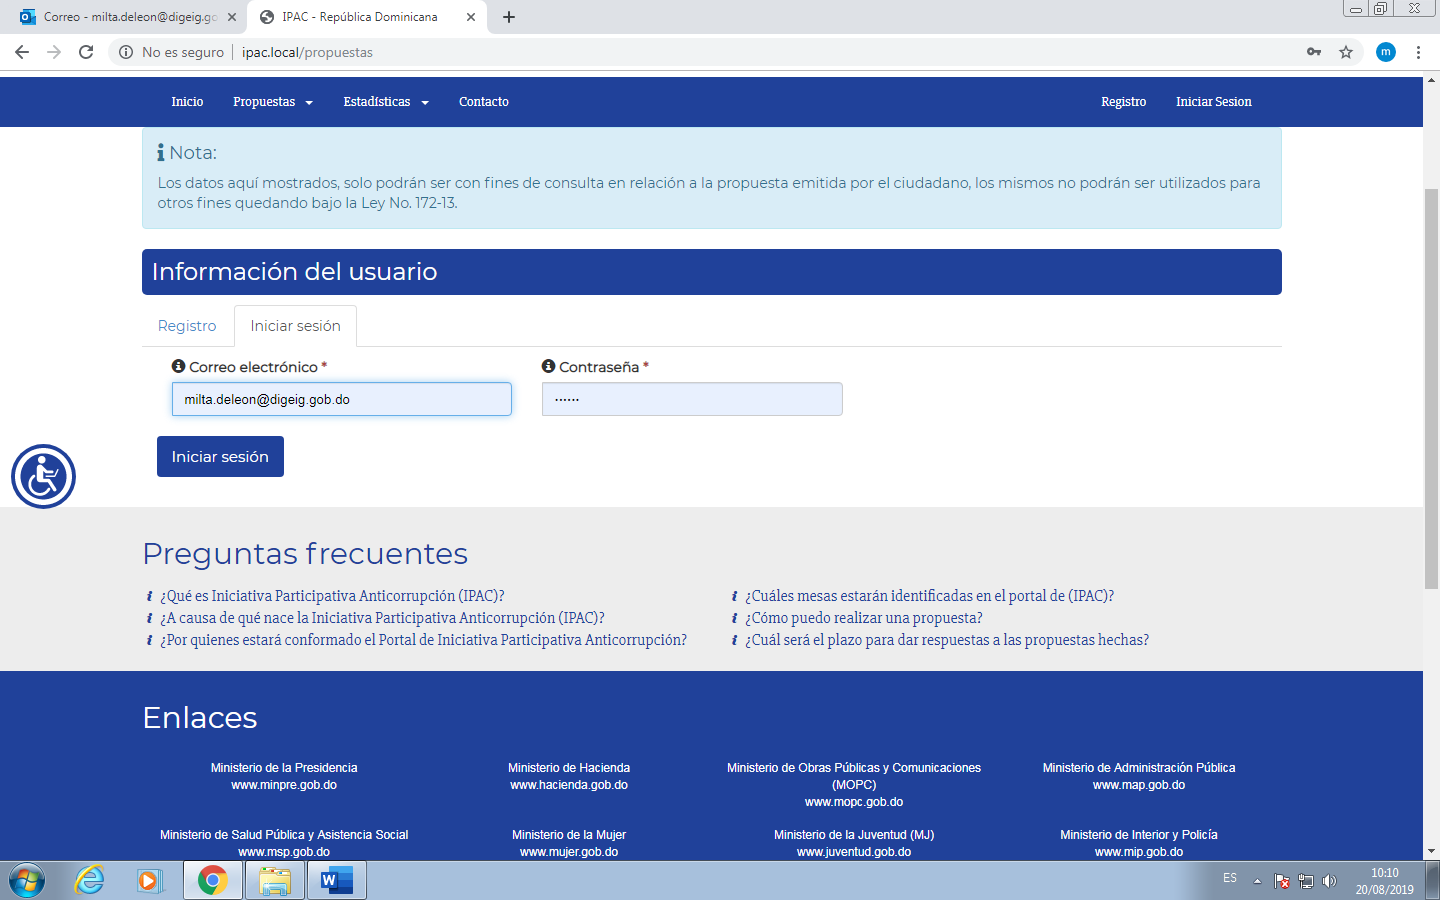 Correo - milta.deleon@digeig.go
IPAC - República Dominicana
No es seguro
ipac.local/propuestas
m
Inicio
Propuestas
Estadísticas
Contacto
Registro
Iniciar Sesion
Nota:
Los datos aquí mostrados, solo podrán ser con fines de consulta en relación a la propuesta emitida por el ciudadano, los mismos no podrán ser utilizados para
otros fines quedando bajo la Ley No. 172-13.
Información del usuario
Registro
Iniciar sesión
Correo electrónico *
Contraseña *
milta.deleon@digeig.gob.do
Iniciar sesión
Preguntas frecuentes
¿Qué es Iniciativa Participativa Anticorrupción (IPAC)?
¿A causa de qué nace la Iniciativa Participativa Anticorrupción (IPAC)?
¿Por quienes estará conformado el Portal de Iniciativa Participativa Anticorrupción?
¿Cuáles mesas estarán identificadas en el portal de (IPAC)?
¿Cómo puedo realizar una propuesta?
¿Cuál será el plazo para dar respuestas a las propuestas hechas?
Enlaces
Ministerio de la Presidencia
www.minpre.gob.do
Ministerio de Hacienda
www.hacienda.gob.do
Ministerio de Obras Públicas y Comunicaciones
(MOPC)
www.mopc.gob.do
Ministerio de Administración Pública
www.map.gob.do
Ministerio de Salud Pública y Asistencia Social
www.msp.gob.do
Ministerio de la Mujer
www.mujer.gob.do
Ministerio de la Juventud (MJ)
www.juventud.gob.do
Ministerio de Interior y Policía
www.mip.gob.do
ES
10:10
20/08/2019